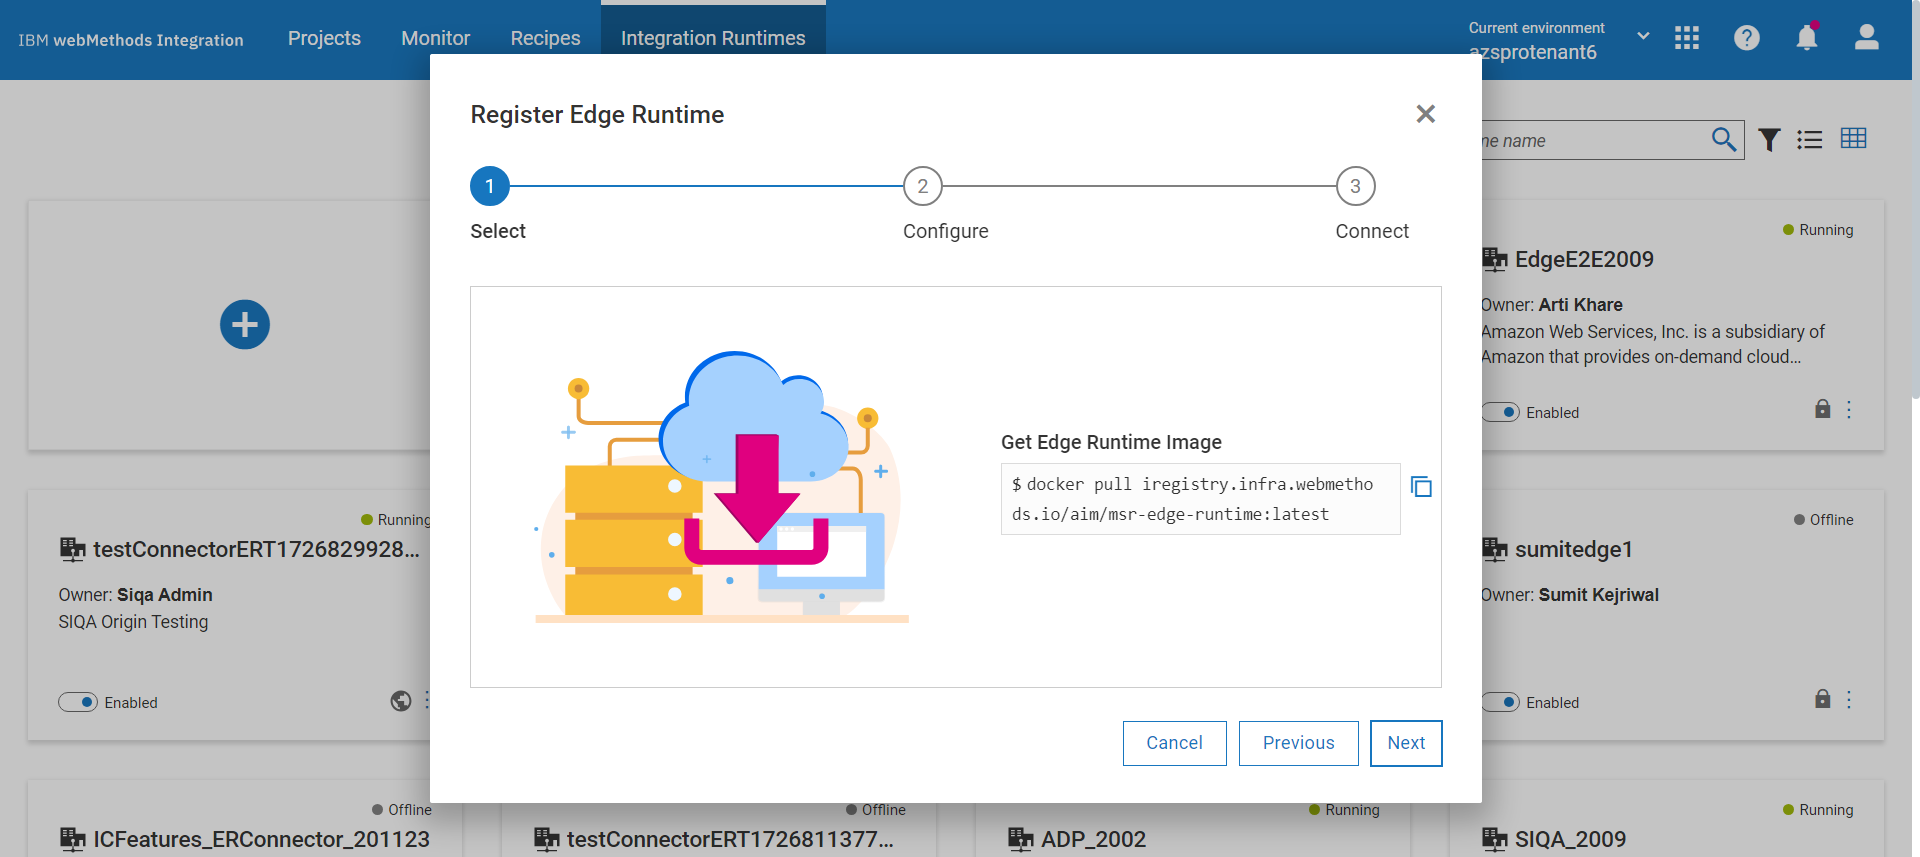 IBM webMethods Integration
Projects
Monitor
Recipes
Integration Runtimes
Current environment
azsprotenant6
Register Edge Runtime
1
2
3
Select
Configure
Connect
Get Edge Runtime Image
$ docker pull iregistry.infra.webmetho
ds.io/aim/msr-edge-runtime:latest
Cancel
Previous
Next
name
Running
EdgeE2E2009
Owner: Arti Khare
Amazon Web Services, Inc. is a subsidiary of
Amazon that provides on-demand cloud...
Enabled
Running
testConnectorERT1726829928...
Owner: Siqa Admin
SIQA Origin Testing
Enabled
Offline
sumitedge1
Owner: Sumit Kejriwal
Enabled
Offline
ICFeatures_ERConnector_201123
Offline
testConnectorERT1726811377...
Running
ADP_2002
Running
SIQA_2009